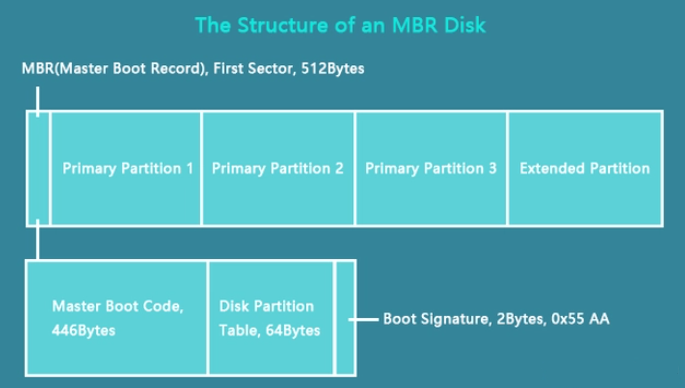 The Structure of an MBR Disk
MBR(Master Boot Record), First Sector, 512Bytes
Primary Partition 1
Primary Partition 2
Primary Partition 3
Extended Partition
Master Boot Code,
446Bytes
Disk Partition
Table, 64Bytes
Boot Signature, 2Bytes, 0x55 AA